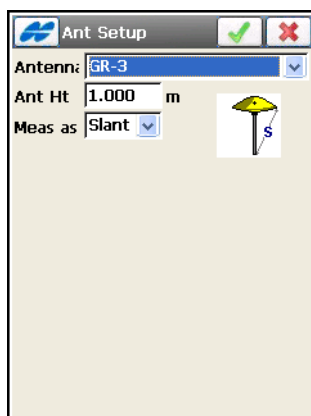 Ant Setup
Antenna GR-3
Ant Ht 1.000 m
Meas as Slant
S